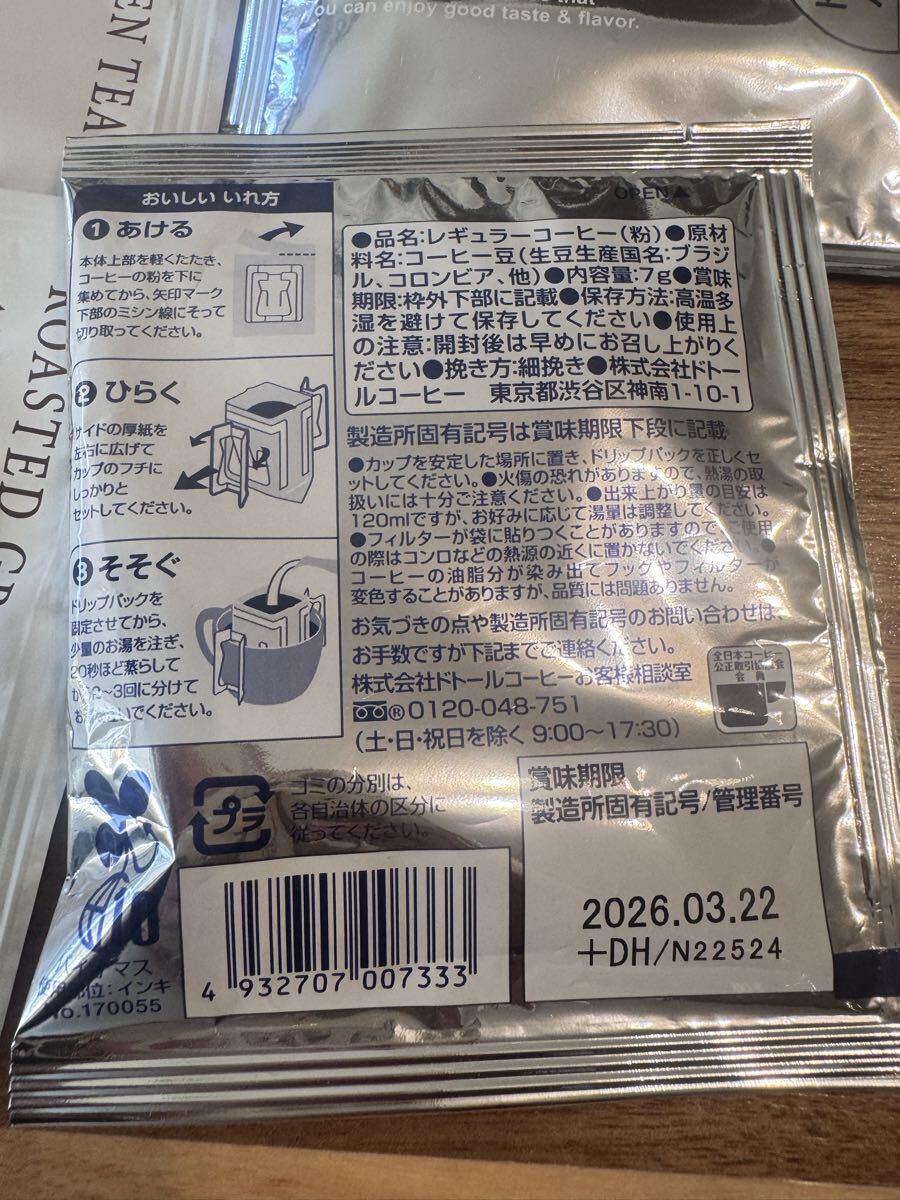 EN TEA
ou can enjoy good taste & flavor.
ROASTED GR
OPEN▲
おいしい いれ方
1 あける
本体上部を軽くたたき、
コーヒーの粉を下に
集めてから、矢印マーク
下部のミシン線にそって
切り取ってください。
2 ひらく
サイドの厚紙を
左右に広げて
カップのフチに
しっかりと
セットしてください。
3 そそぐ
ドリップバックを
固定させてから、
少量のお湯を注ぎ、
20秒ほど蒸らして
から2〜3回に分けて
お いでください。
●品名:レギュラーコーヒー(粉)●原材
料名:コーヒー豆(生豆生産国名:ブラジ
ル、コロンビア、他)●内容量:7g●賞味
期限:枠外下部に記載●保存方法:高温多
湿を避けて保存してください●使用上
の注意:開封後は早めにお召し上がりく
ださい●挽き方:細挽き●株式会社ドトー
ルコーヒー 東京都渋谷区神南1-10-1
製造所固有記号は賞味期限下段に記載
●カップを安定した場所に置き、ドリップバックを正しくセ
ットしてください。●火傷の恐れがありますので、熱湯の取
扱いには十分ご注意ください。●出来上がり量の目安は
120mlですが、お好みに応じて湯量は調整してください。
●フィルターが袋に貼りつくことがありますので、ご使用
の際はコンロなどの熱源の近くに置かないでください。●
コーヒーの油脂分が染み出てフックやフィルターが
変色することがありますが、品質には問題ありません。
お気づきの点や製造所固有記号のお問い合わせは、
お手数ですが下記までご連絡ください。
株式会社ドトールコーヒーお客様相談室
®0120-048-751
(土・日・祝日を除く 9:00〜17:30)
全日本コーヒー
公正取引協議会
会 員
プラ
ゴミの分別は、
各自治体の区分に
従ってください。
賞味期限
製造所固有記号/管理番号
2026.03.22
+DH/N22524
バイオマス
使用部位:インキ
No.170055
4 932707 007333